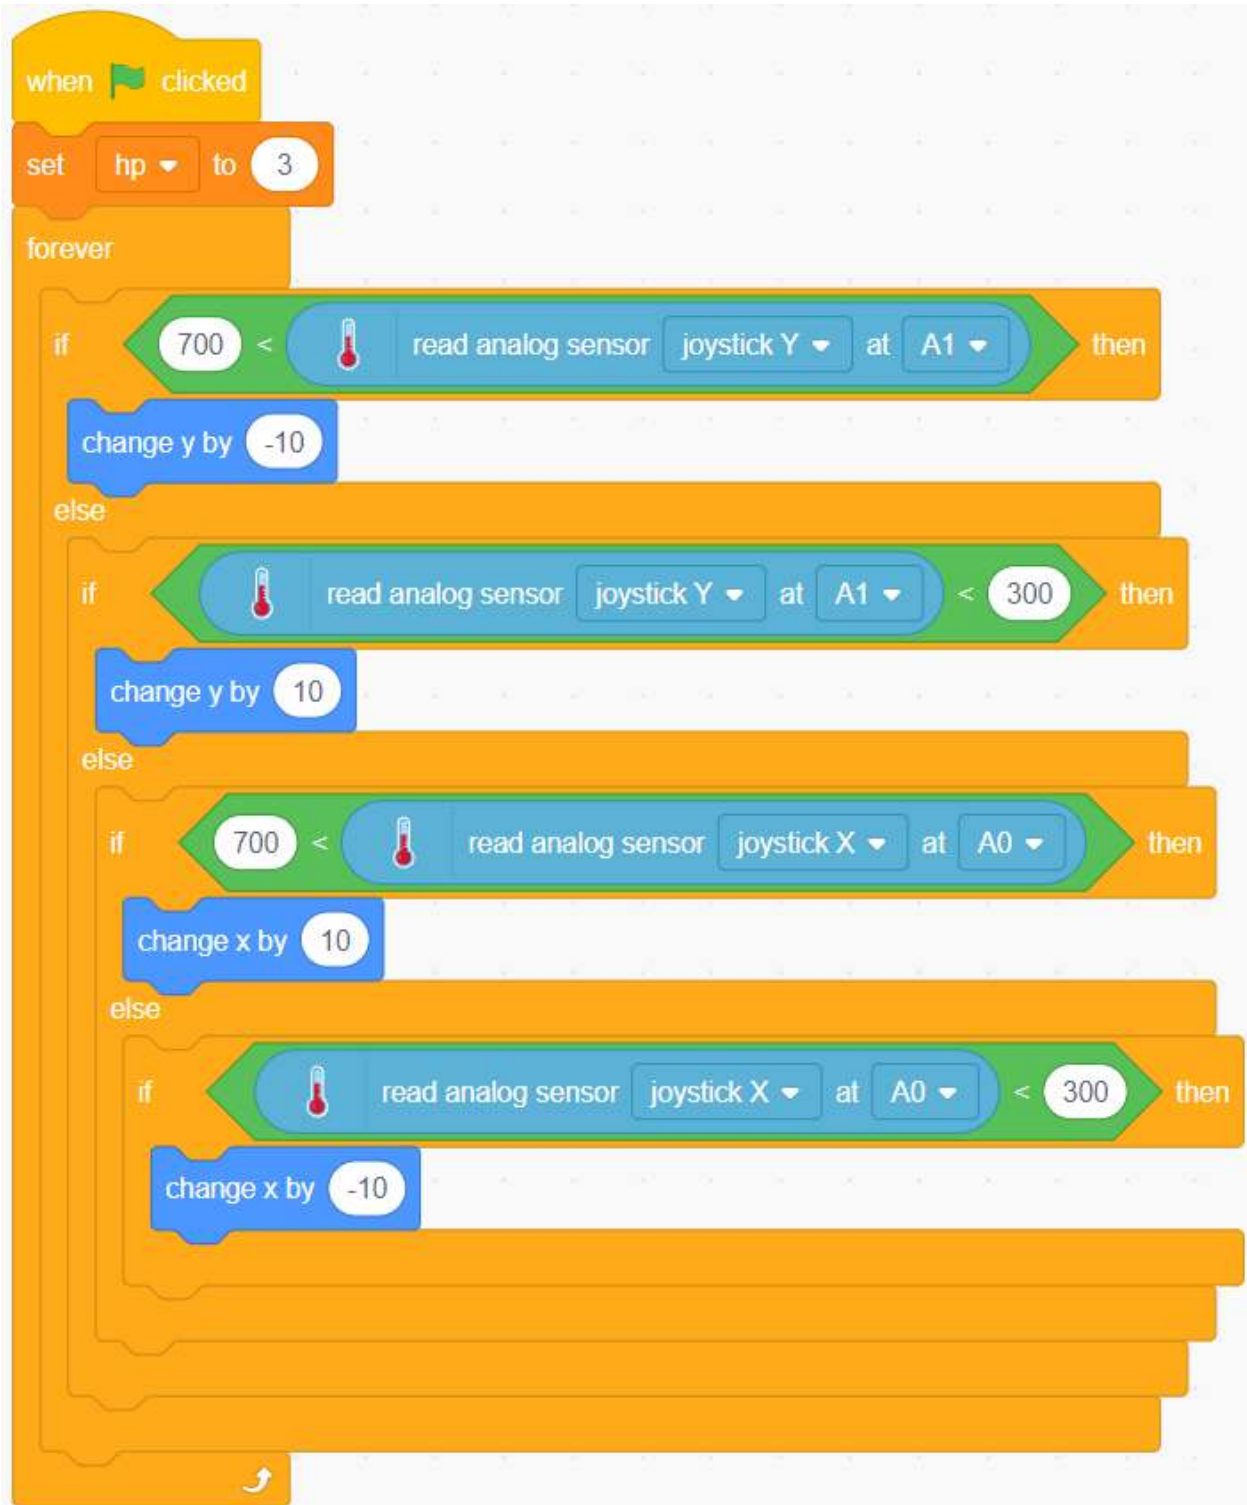 when clicked
set hp to 3
forever
if 700 < read analog sensor joystick Y at A1 then
change y by -10
else
if read analog sensor joystick Y at A1 < 300 then
change y by 10
else
if 700 < read analog sensor joystick X at A0 then
change x by 10
else
if read analog sensor joystick X at A0 < 300 then
change x by -10